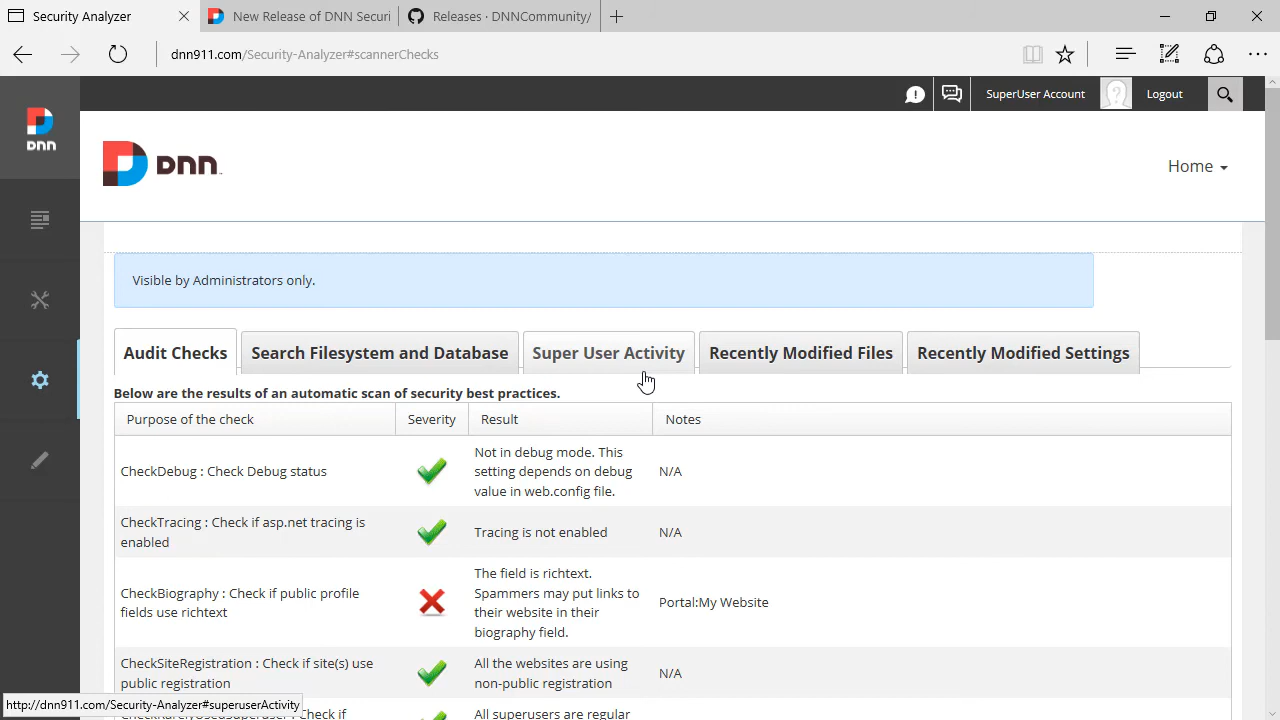 Security Analyzer
New Release of DNN Securi
Releases · DNNCommunity/
dnn911.com/Security-Analyzer#scannerChecks
DNN
SuperUser Account
Logout
DNN
Home
Visible by Administrators only.
Audit Checks
Search Filesystem and Database
Super User Activity
Recently Modified Files
Recently Modified Settings
Below are the results of an automatic scan of security best practices.
Purpose of the check
Severity
Result
Notes
CheckDebug : Check Debug status
Not in debug mode. This
setting depends on debug
value in web.config file.
N/A
CheckTracing : Check if asp.net tracing is
enabled
Tracing is not enabled
N/A
CheckBiography : Check if public profile
fields use richtext
The field is richtext.
Spammers may put links to
their website in their
biography field.
Portal:My Website
CheckSiteRegistration : Check if site(s) use
public registration
All the websites are using
non-public registration
N/A
CheckRarelyUsedSuperuser : Check if
All superusers are regular
http://dnn911.com/Security-Analyzer#superuserActivity